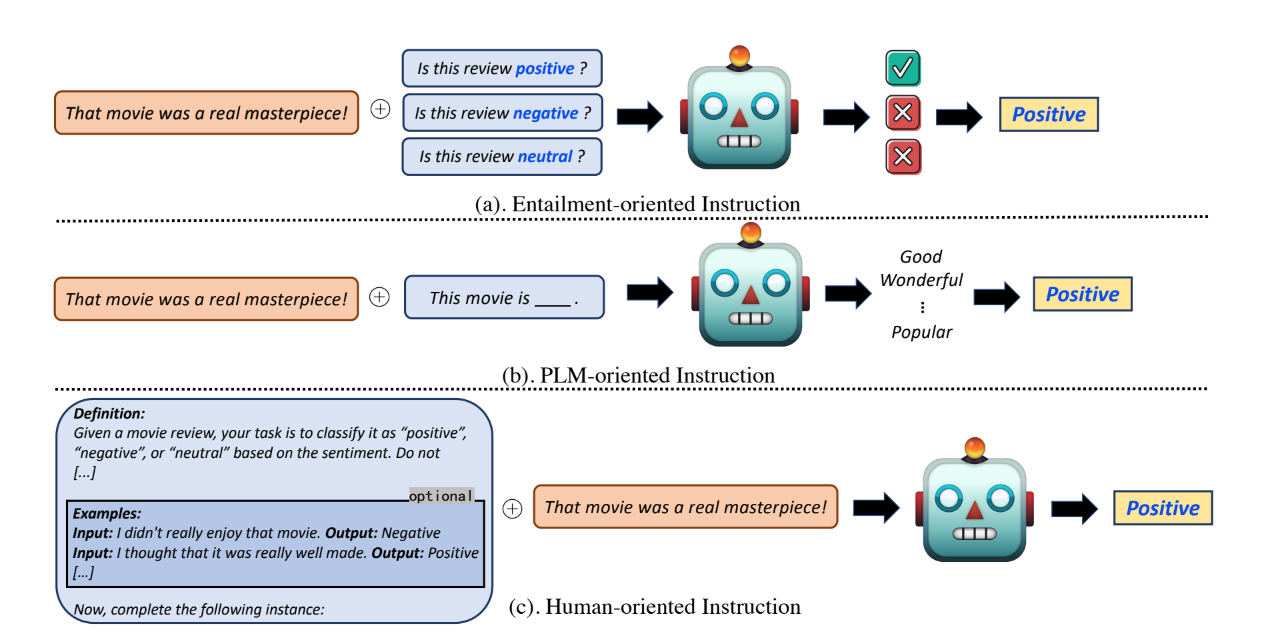 Is this review positive ?
That movie was a real masterpiece!
Is this review negative ?
Positive
Is this review neutral ?
(a). Entailment-oriented Instruction
Good
Wonderful
That movie was a real masterpiece!
This movie is ____ .
Positive
Popular
(b). PLM-oriented Instruction
Definition:
Given a movie review, your task is to classify it as “positive”,
“negative”, or “neutral” based on the sentiment. Do not
[...]
optional
Examples:
Input: I didn't really enjoy that movie. Output: Negative
Input: I thought that it was really well made. Output: Positive
[...]
Now, complete the following instance:
That movie was a real masterpiece!
Positive
(c). Human-oriented Instruction